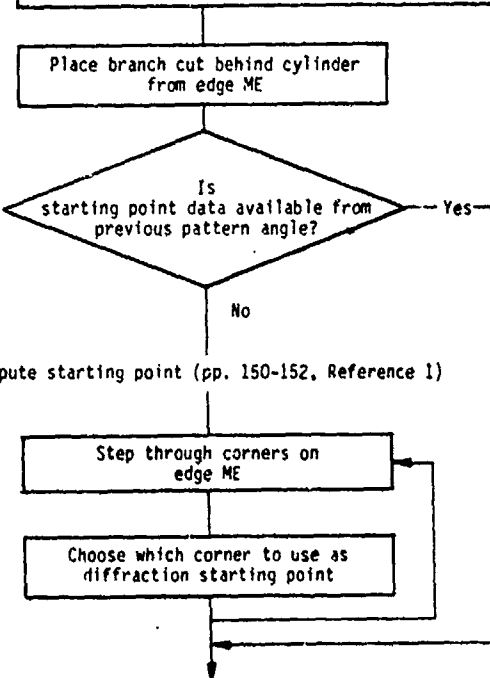 Place branch cut behind cylinder
from edge ME
Is
starting point data available from
previous pattern angle?
Yes
No
pute starting point (pp. 150-152, Reference 1)
Step through corners on
edge ME
Choose which corner to use as
diffraction starting point